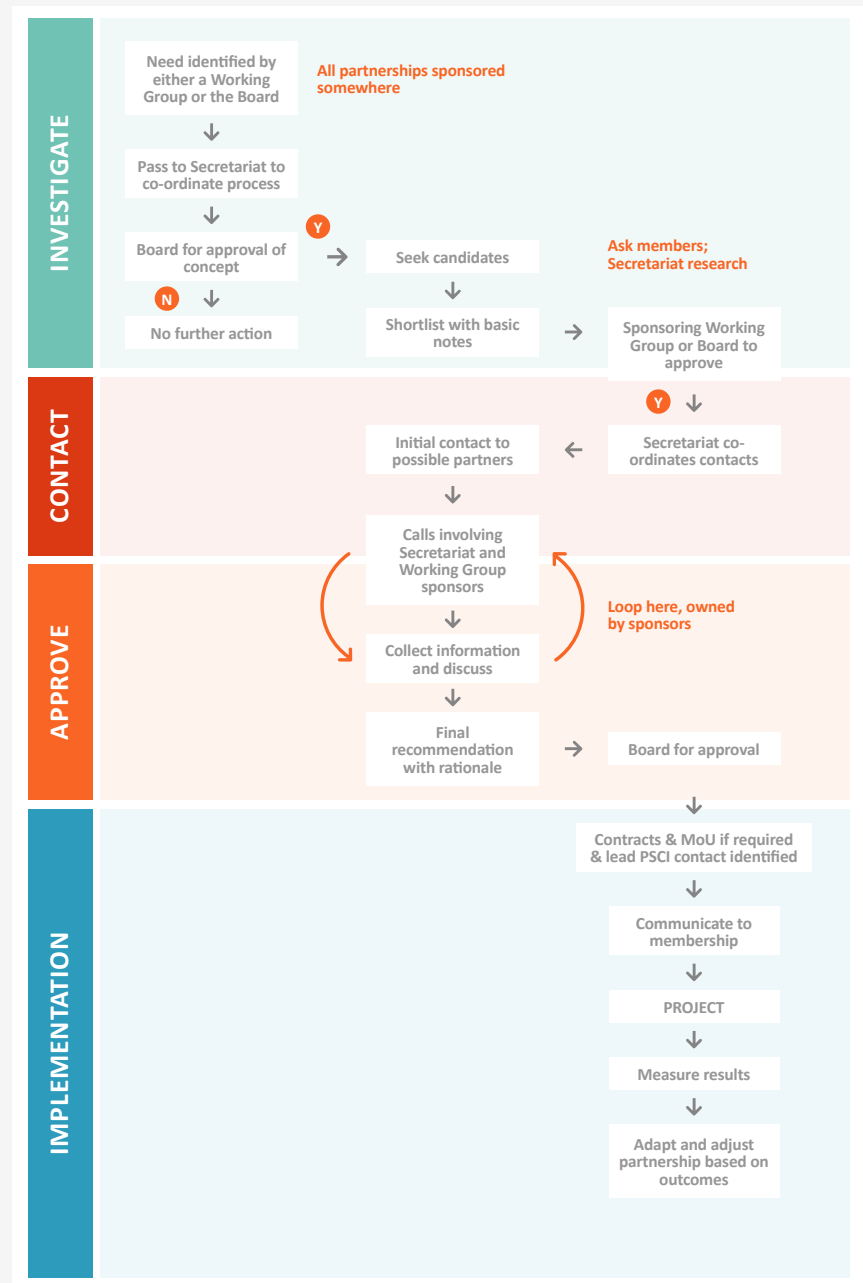 INVESTIGATE
Need identified by
either a Working
Group or the Board
All partnerships sponsored
somewhere
Pass to Secretariat to
co-ordinate process
Y
Board for approval of
concept
Seek candidates
Ask members;
Secretariat research
N
No further action
Shortlist with basic
notes
Sponsoring Working
Group or Board to
approve
CONTACT
Y
Initial contact to
possible partners
Secretariat co-
ordinates contacts
Calls involving
Secretariat and
Working Group
sponsors
APPROVE
Loop here, owned
by sponsors
Collect information
and discuss
Final
recommendation
with rationale
Board for approval
IMPLEMENTATION
Contracts & MoU if required
& lead PSCI contact identified
Communicate to
membership
PROJECT
Measure results
Adapt and adjust
partnership based on
outcomes